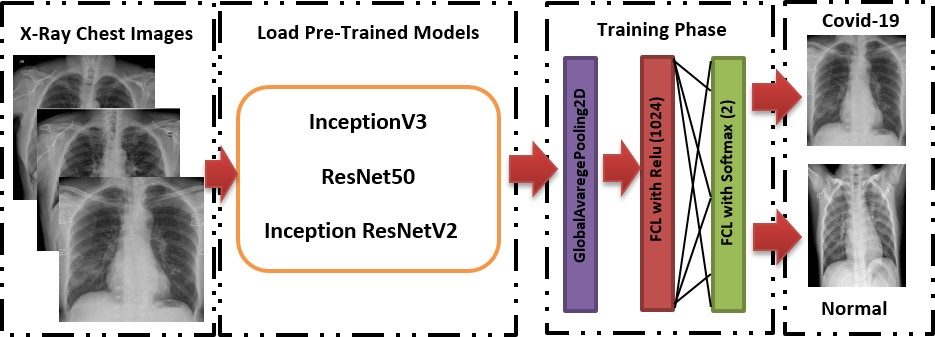 X-Ray Chest Images
Load Pre-Trained Models
InceptionV3
ResNet50
Inception ResNetV2
Training Phase
GlobalAvaregePooling2D
FCL with Relu (1024)
FCL with Softmax (2)
Covid-19
Normal